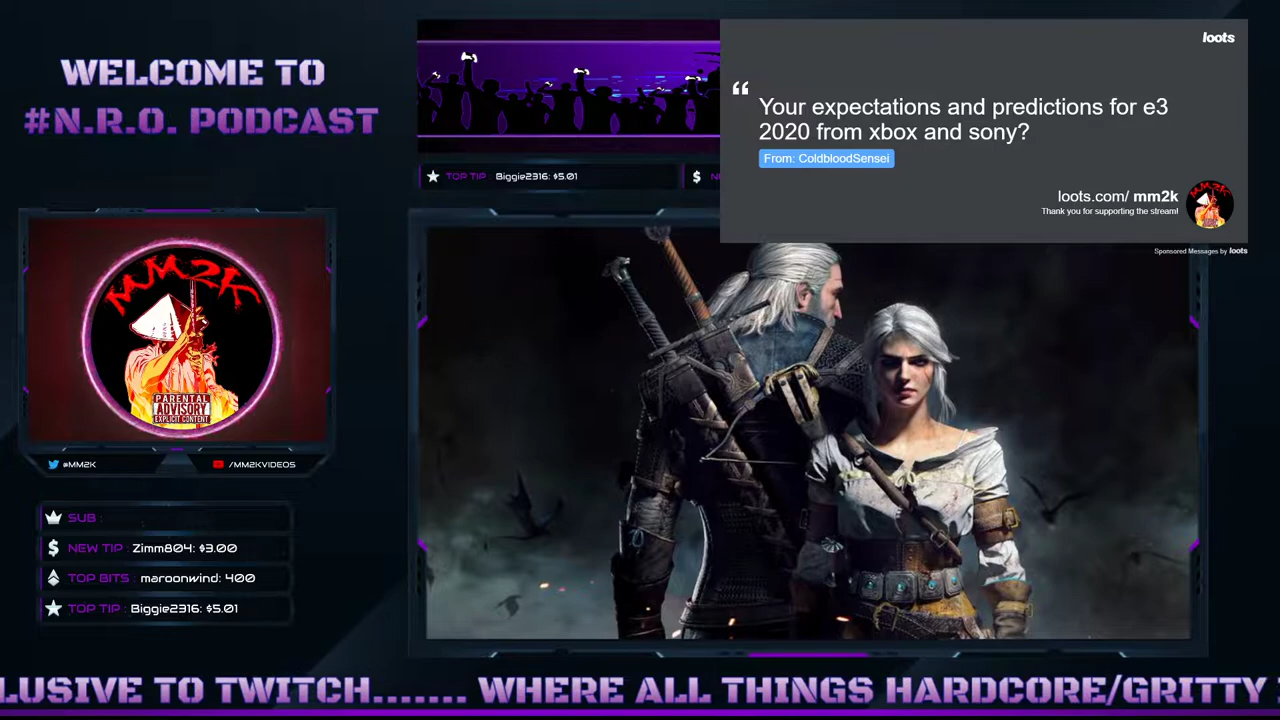 WELCOME TO
#N.R.O. PODCAST
TOP TIP : Biggie2316: $5.01
loots
“
Your expectations and predictions for e3
2020 from xbox and sony?
From: ColdbloodSensei
loots.com/ mm2k
Thank you for supporting the stream!
Sponsored Messages by loots
MM2K
PARENTAL
ADVISORY
EXPLICIT CONTENT
@MM2K
/MM2KVIDEOS
SUB :
NEW TIP : Zimm804: $3.00
TOP BITS : maroonwind: 400
TOP TIP : Biggie2316: $5.01
LUSIVE TO TWITCH....... WHERE ALL THINGS HARDCORE/GRITTY